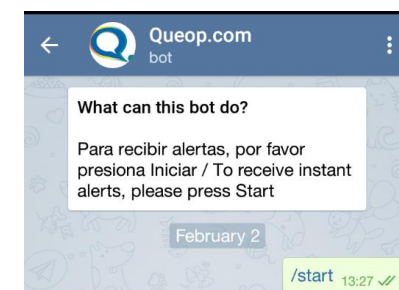 Queop.com
bot
What can this bot do?
Para recibir alertas, por favor
presiona Iniciar / To receive instant
alerts, please press Start
February 2
/start 13:27